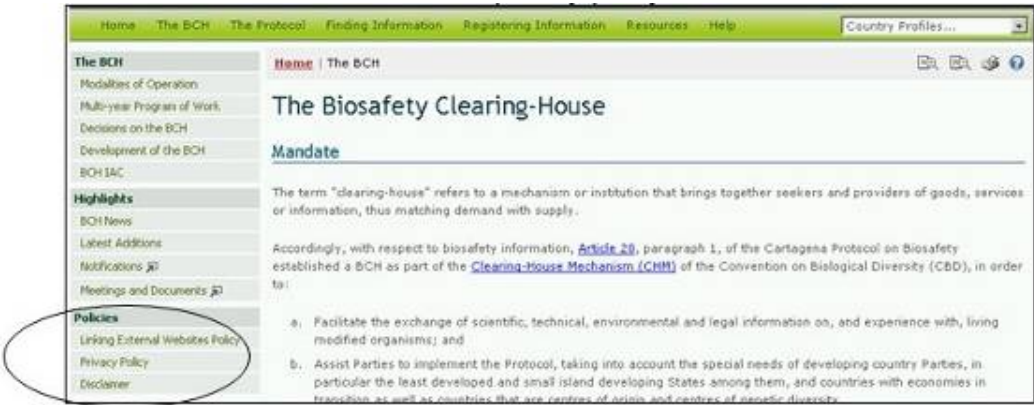 Home The BCH The Protocol Finding Information Registering Information Resources Help Country Profiles...
The BCH
Modalities of Operation
Multi-year Program of Work
Decisions on the BCH
Development of the BCH
BCH IAC
Highlights
BCH News
Latest Additions
Notifications
Meetings and Documents
Policies
Linking External Websites Policy
Privacy Policy
Disclaimer
Home | The BCH
The Biosafety Clearing-House
Mandate
The term "clearing-house" refers to a mechanism or institution that brings together seekers and providers of goods, services
or information, thus matching demand with supply.
Accordingly, with respect to biosafety information, Article 20, paragraph 1, of the Cartagena Protocol on Biosafety
established a BCH as part of the Clearing-House Mechanism (CHM) of the Convention on Biological Diversity (CBD), in order
to:
a. Facilitate the exchange of scientific, technical, environmental and legal information on, and experience with, living
modified organisms; and
b. Assist Parties to implement the Protocol, taking into account the special needs of developing country Parties, in
particular the least developed and small island developing States among them, and countries with economies in
transition as well as countries that are centres of origin and centres of genetic diversity